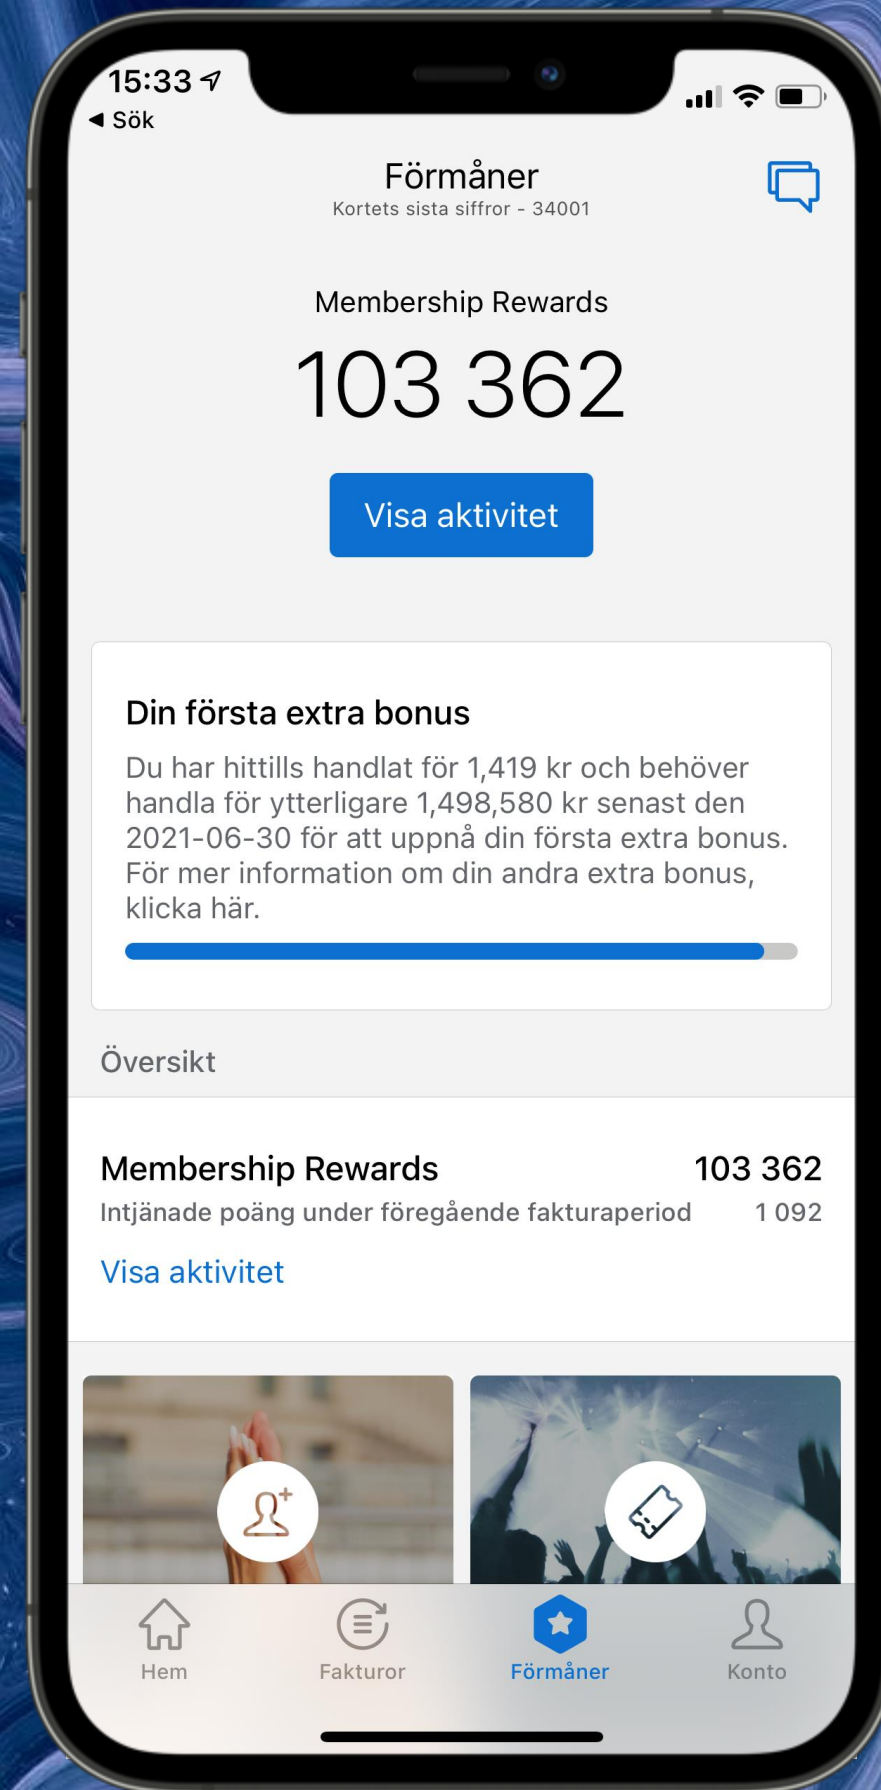 15:33
◀ Sök
Förmåner
Kortets sista siffror - 34001
Membership Rewards
103 362
Visa aktivitet
Din första extra bonus
Du har hittills handlat för 1,419 kr och behöver
handla för ytterligare 1,498,580 kr senast den
2021-06-30 för att uppnå din första extra bonus.
För mer information om din andra extra bonus,
klicka här.
Översikt
Membership Rewards 103 362
Intjänade poäng under föregående fakturaperiod 1 092
Visa aktivitet
Hem Fakturor Förmåner Konto